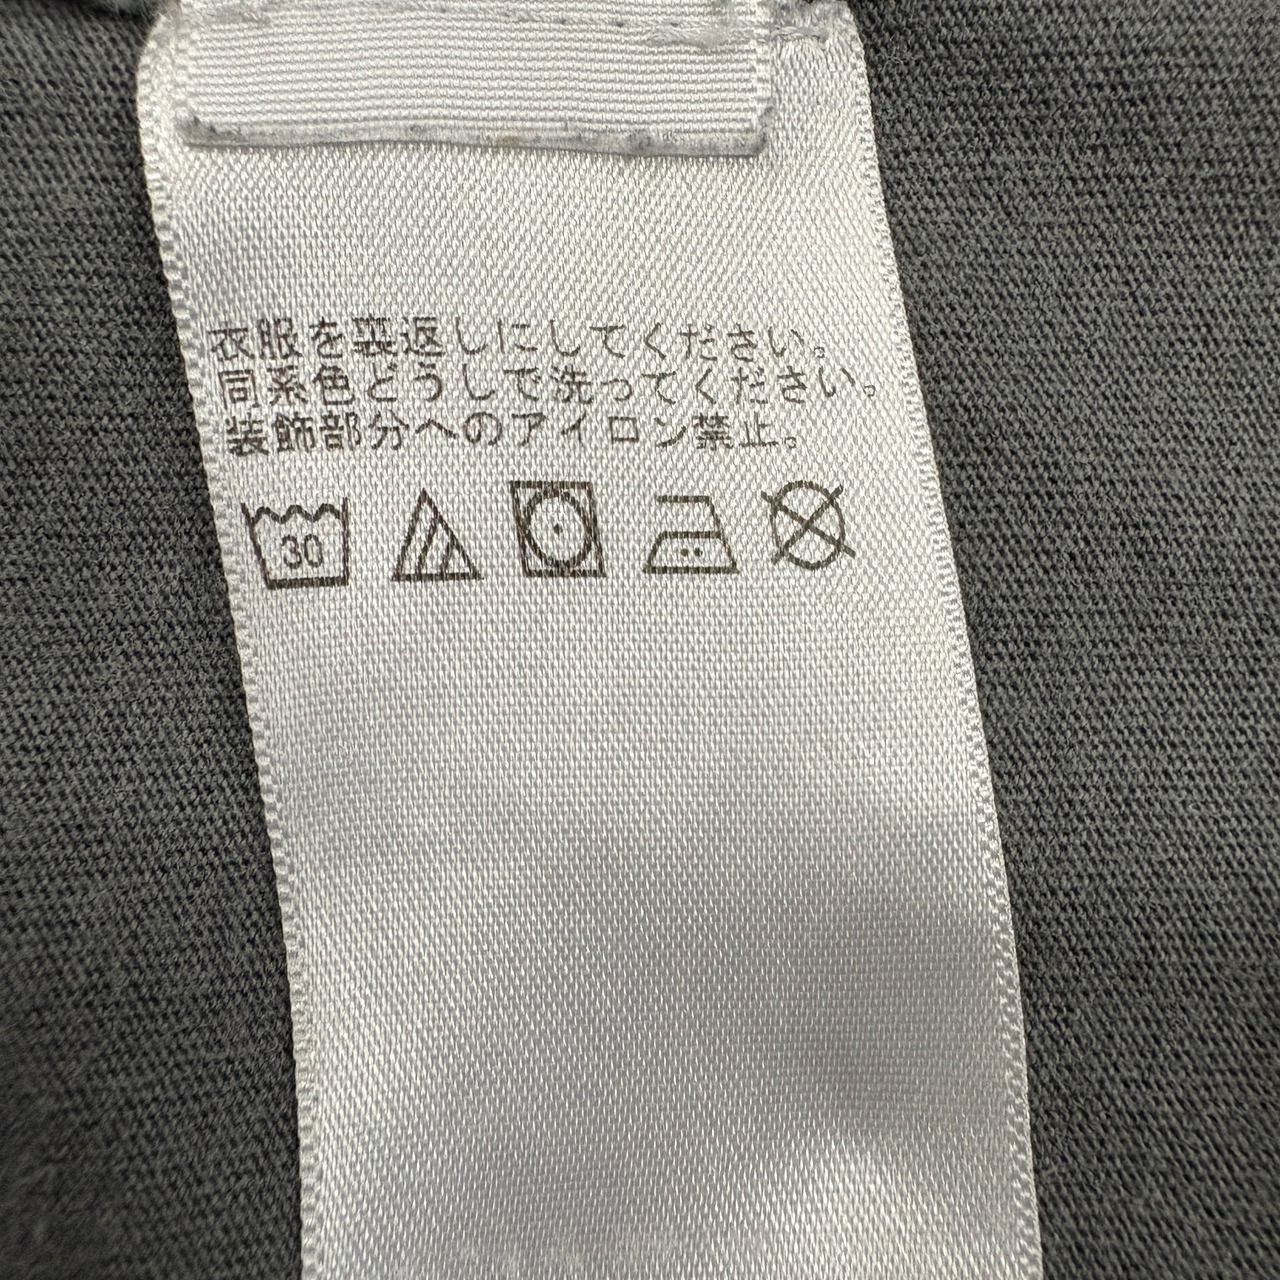 衣服を裏返しにしてください。
同系色どうしで洗ってください。
装飾部分へのアイロン禁止。
30